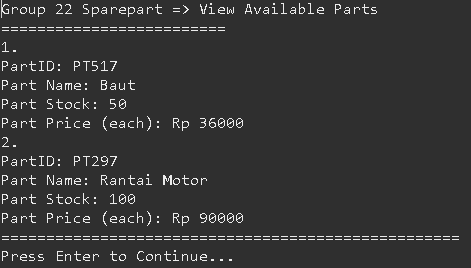 Group 22 Sparepart => View Available Parts
=========================
1.
PartID: PT517
Part Name: Baut
Part Stock: 50
Part Price (each): Rp 36000
2.
PartID: PT297
Part Name: Rantai Motor
Part Stock: 100
Part Price (each): Rp 90000
===================================================
Press Enter to Continue...